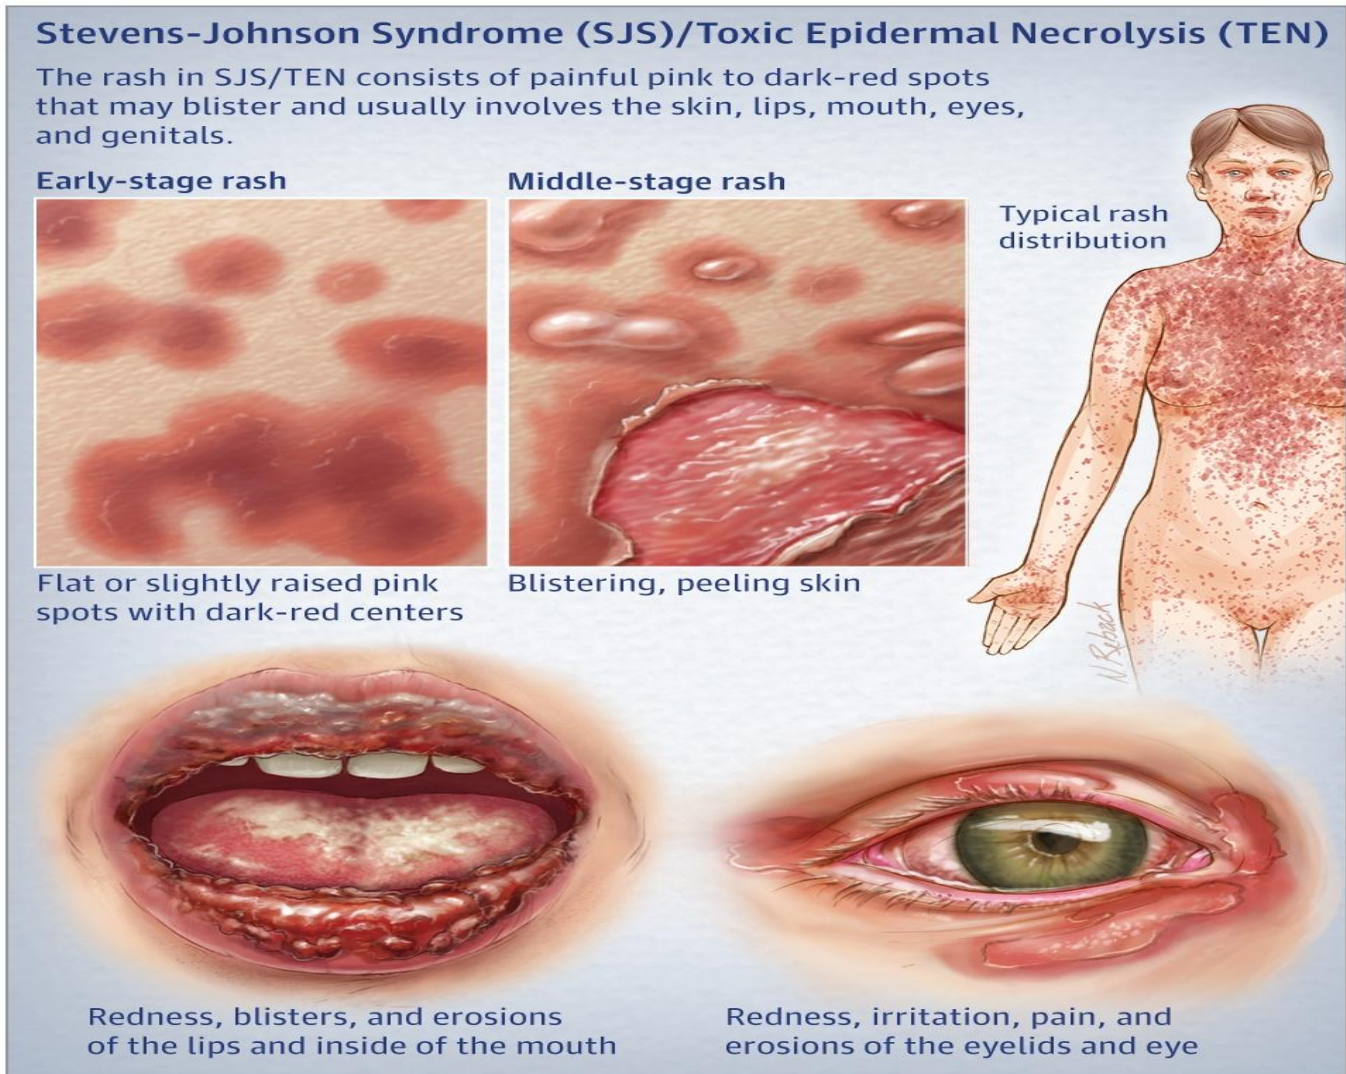 Stevens-Johnson Syndrome (SJS)/Toxic Epidermal Necrolysis (TEN)
The rash in SJS/TEN consists of painful pink to dark-red spots
that may blister and usually involves the skin, lips, mouth, eyes,
and genitals.
Early-stage rash
Middle-stage rash
Typical rash
distribution
Flat or slightly raised pink
spots with dark-red centers
Blistering, peeling skin
Redness, blisters, and erosions
of the lips and inside of the mouth
Redness, irritation, pain, and
erosions of the eyelids and eye